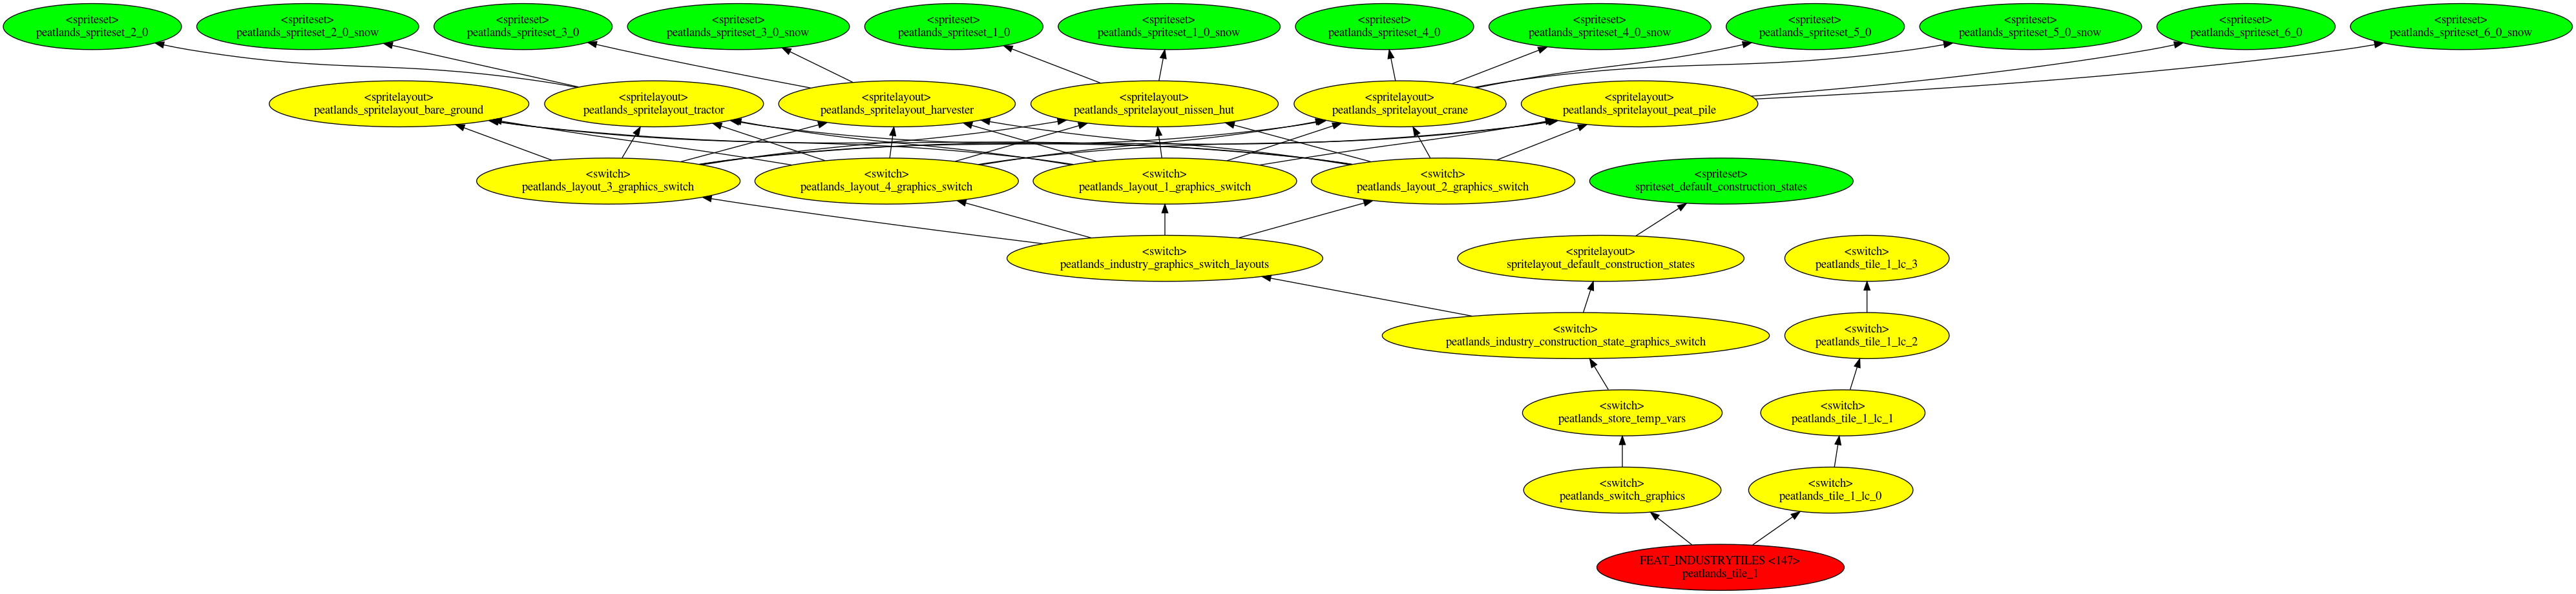 <spriteset>
peatlands_spriteset_2_0
<spriteset>
peatlands_spriteset_2_0_snow
<spriteset>
peatlands_spriteset_3_0
<spriteset>
peatlands_spriteset_3_0_snow
<spriteset>
peatlands_spriteset_1_0
<spriteset>
peatlands_spriteset_1_0_snow
<spriteset>
peatlands_spriteset_4_0
<spriteset>
peatlands_spriteset_4_0_snow
<spriteset>
peatlands_spriteset_5_0
<spriteset>
peatlands_spriteset_5_0_snow
<spriteset>
peatlands_spriteset_6_0
<spriteset>
peatlands_spriteset_6_0_snow
<spritelayout>
peatlands_spritelayout_bare_ground
<spritelayout>
peatlands_spritelayout_tractor
<spritelayout>
peatlands_spritelayout_harvester
<spritelayout>
peatlands_spritelayout_nissen_hut
<spritelayout>
peatlands_spritelayout_crane
<spritelayout>
peatlands_spritelayout_peat_pile
<switch>
peatlands_layout_3_graphics_switch
<switch>
peatlands_layout_4_graphics_switch
<switch>
peatlands_layout_1_graphics_switch
<switch>
peatlands_layout_2_graphics_switch
<spriteset>
spriteset_default_construction_states
<switch>
peatlands_industry_graphics_switch_layouts
<spritelayout>
spritelayout_default_construction_states
<switch>
peatlands_tile_1_lc_3
<switch>
peatlands_industry_construction_state_graphics_switch
<switch>
peatlands_tile_1_lc_2
<switch>
peatlands_store_temp_vars
<switch>
peatlands_tile_1_lc_1
<switch>
peatlands_switch_graphics
<switch>
peatlands_tile_1_lc_0
FEAT_INDUSTRYTILES <147>
peatlands_tile_1